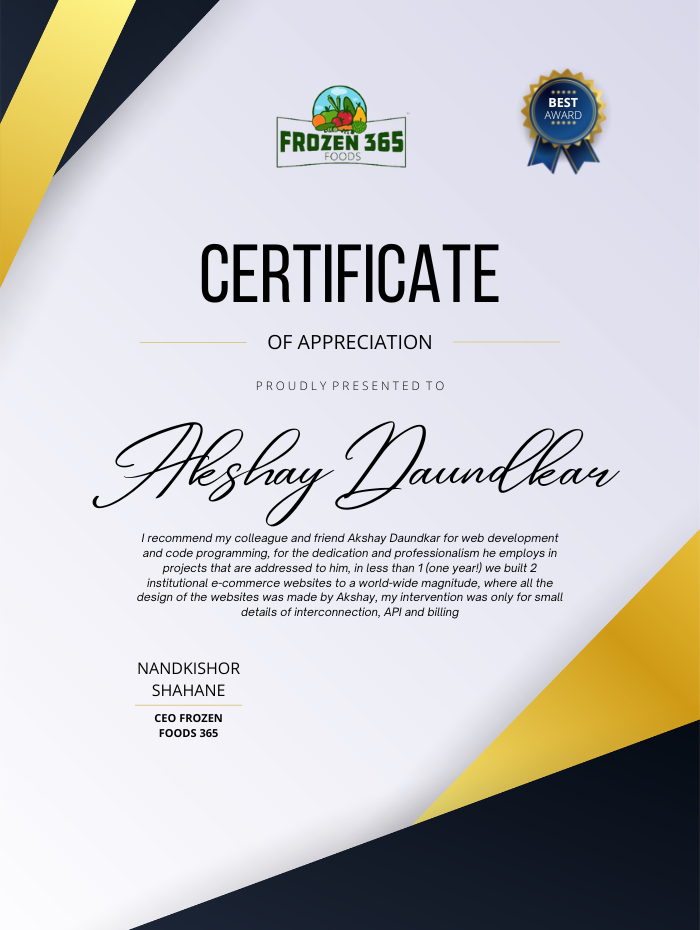 FROZEN 365
FOODS
BEST
AWARD
CERTIFICATE
OF APPRECIATION
PROUDLY PRESENTED TO
Akshay Daundkar
I recommend my colleague and friend Akshay Daundkar for web development
and code programming, for the dedication and professionalism he employs in
projects that are addressed to him, in less than 1 (one year!) we built 2
institutional e-commerce websites to a world-wide magnitude, where all the
design of the websites was made by Akshay, my intervention was only for small
details of interconnection, API and billing
NANDKISHOR
SHAHANE
CEO FROZEN
FOODS 365